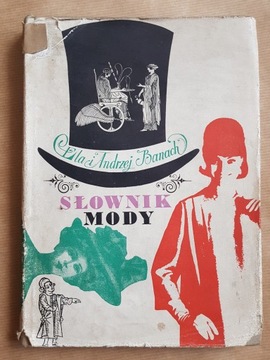 Ela i Andrzej Banach
SŁOWNIK
MODY